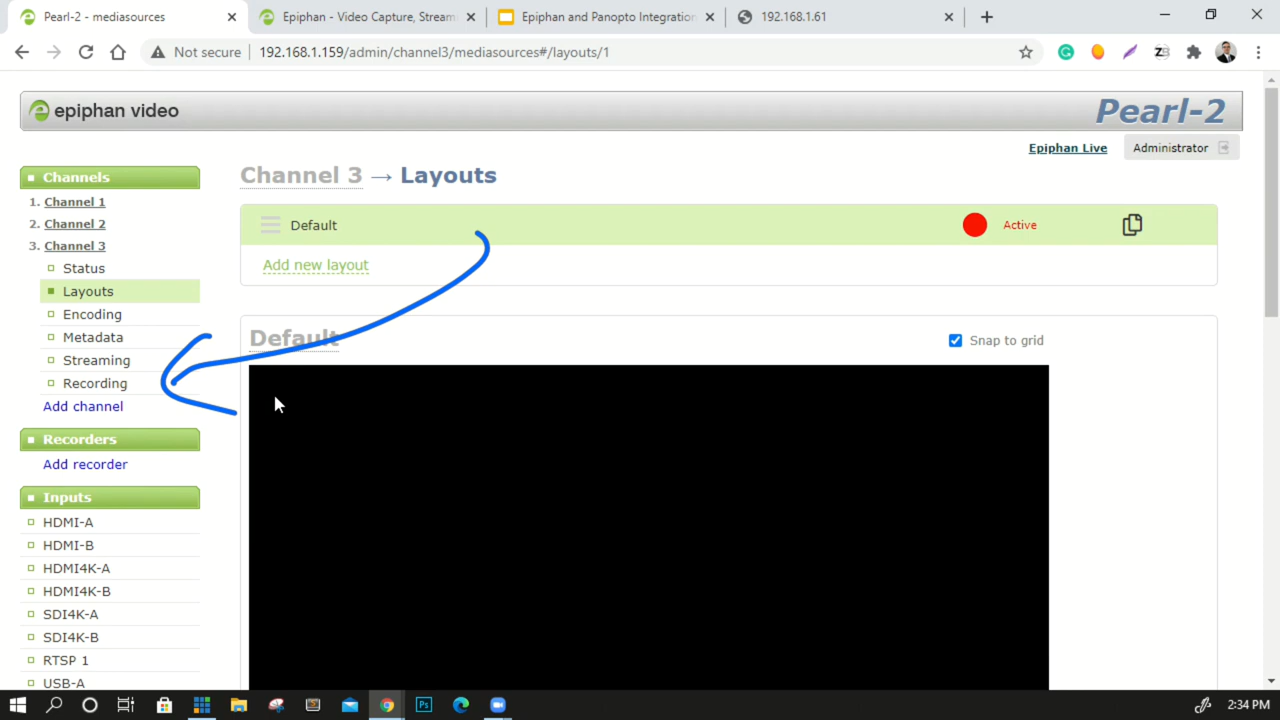 Pearl-2 - mediasources
Epiphan - Video Capture, Stream
Epiphan and Panopto Integration
192.168.1.61
Not secure
192.168.1.159/admin/channel3/mediasources#/layouts/1
epiphan video
Pearl-2
Epiphan Live
Administrator
Channels
1. Channel 1
2. Channel 2
3. Channel 3
Status
Layouts
Encoding
Metadata
Streaming
Recording
Add channel
Recorders
Add recorder
Inputs
HDMI-A
HDMI-B
HDMI4K-A
HDMI4K-B
SDI4K-A
SDI4K-B
RTSP 1
USB-A
Channel 3 → Layouts
Default
Active
Add new layout
Default
Snap to grid
Ps
2:34 PM